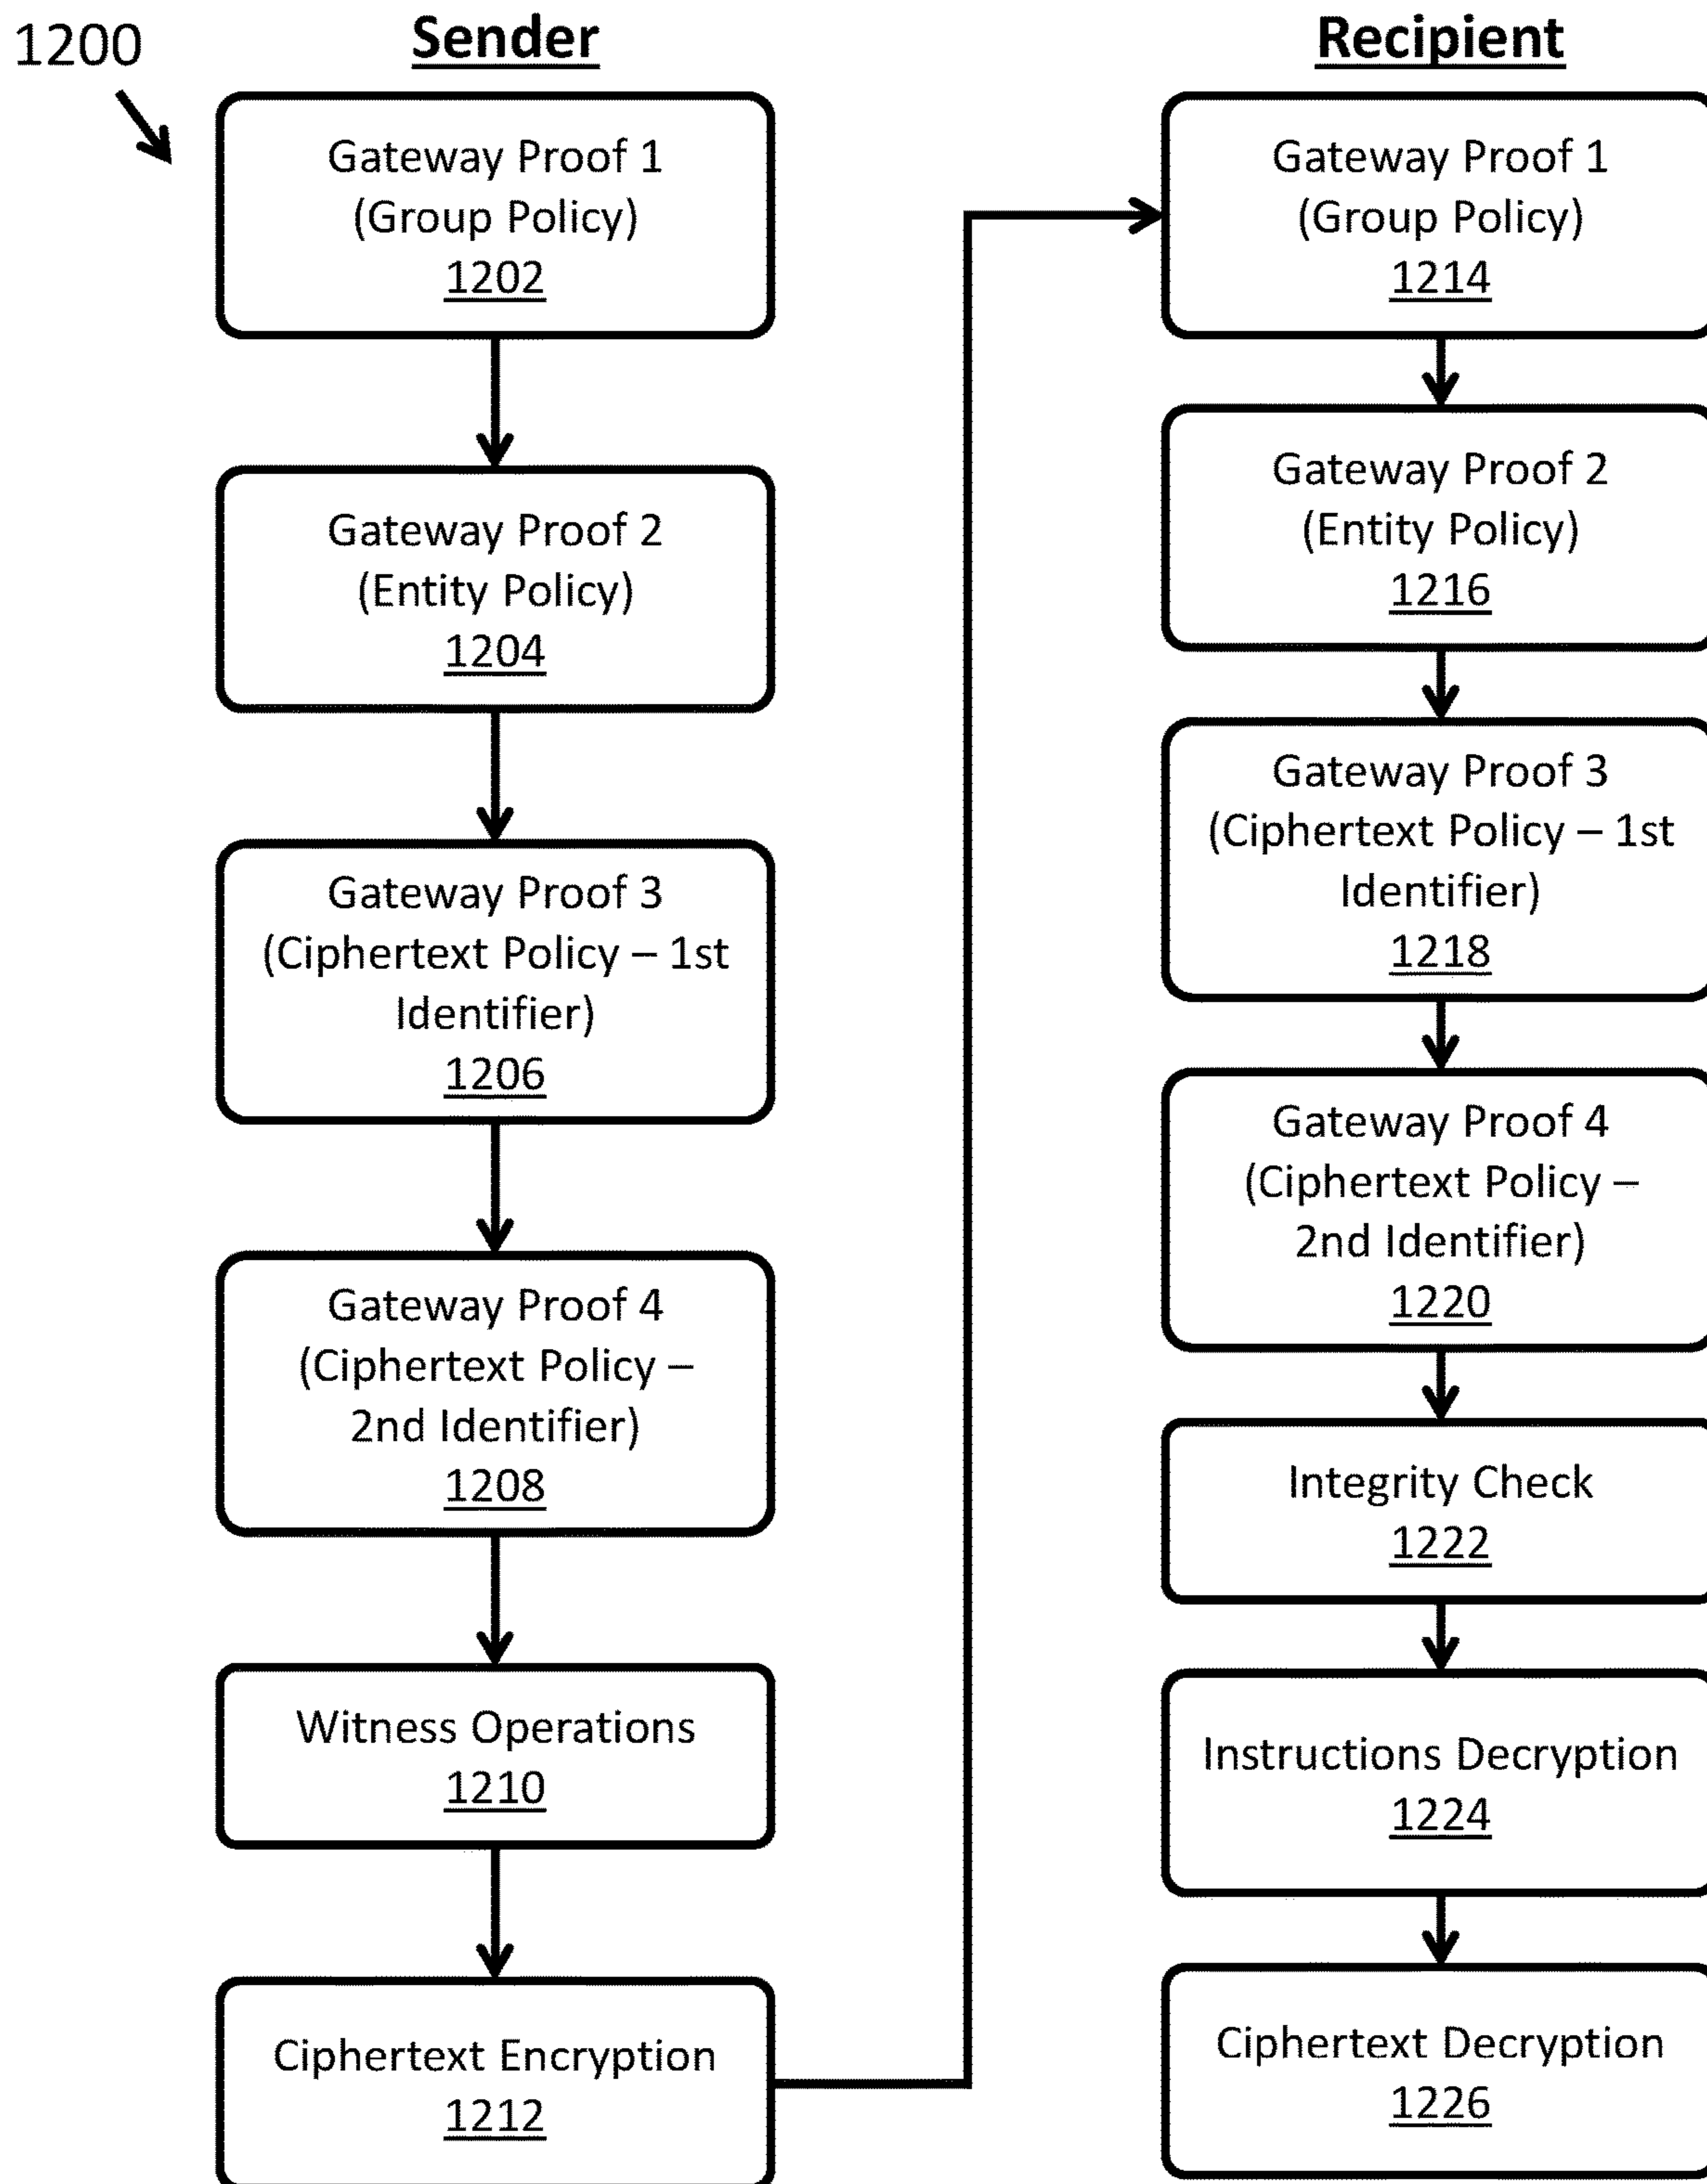 1200
Sender
Gateway Proof 1
(Group Policy)
1202
Gateway Proof 2
(Entity Policy)
1204
Gateway Proof 3
(Ciphertext Policy – 1st
Identifier)
1206
Gateway Proof 4
(Ciphertext Policy –
2nd Identifier)
1208
Witness Operations
1210
Ciphertext Encryption
1212
Recipient
Gateway Proof 1
(Group Policy)
1214
Gateway Proof 2
(Entity Policy)
1216
Gateway Proof 3
(Ciphertext Policy – 1st
Identifier)
1218
Gateway Proof 4
(Ciphertext Policy –
2nd Identifier)
1220
Integrity Check
1222
Instructions Decryption
1224
Ciphertext Decryption
1226